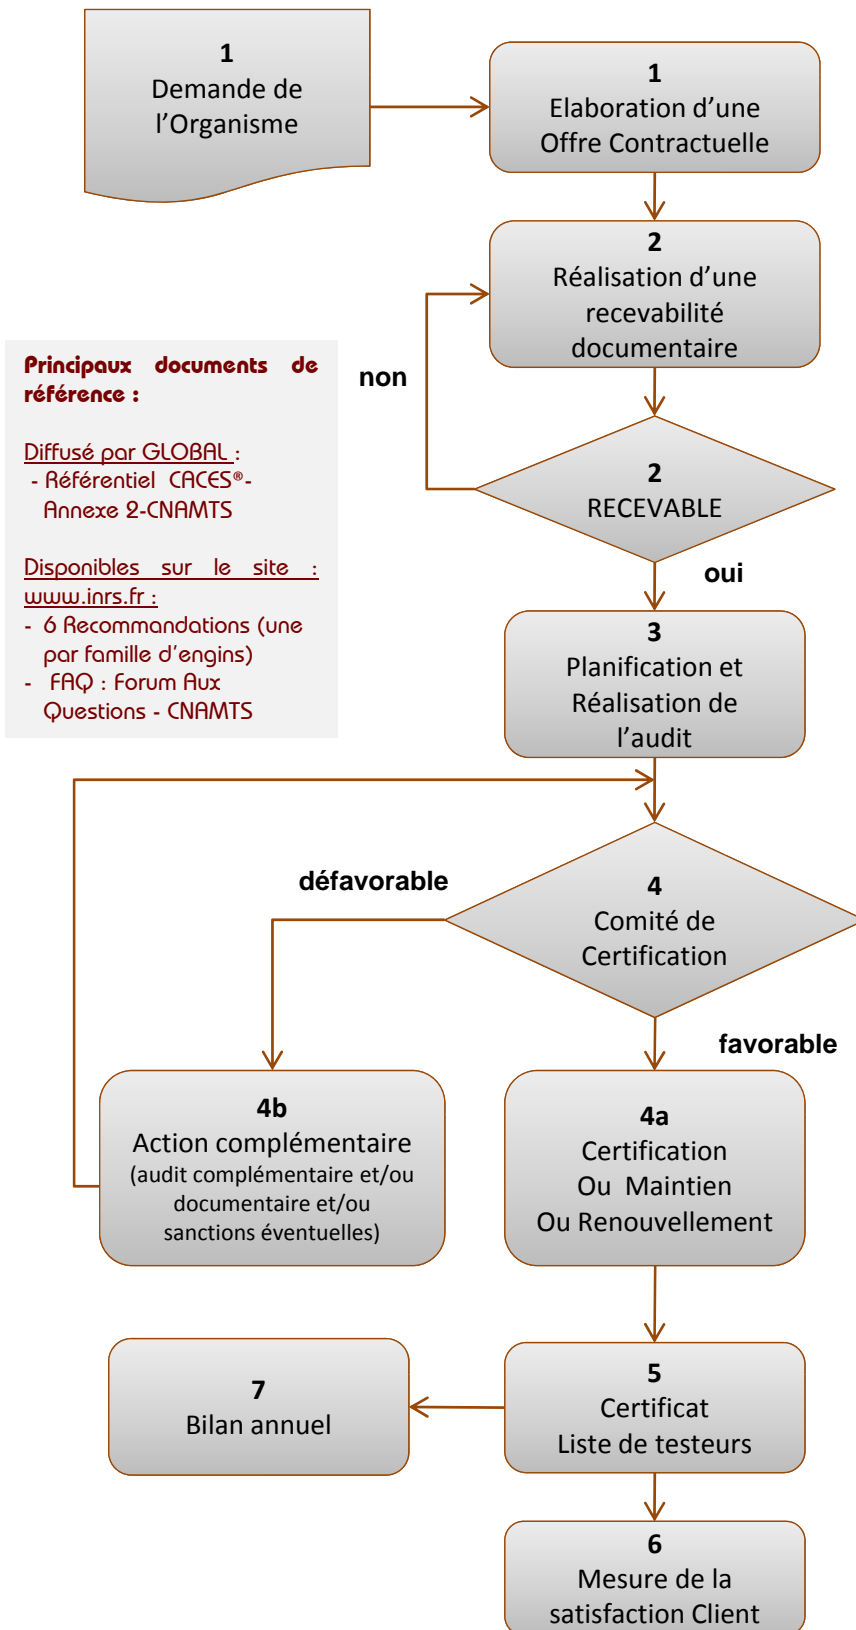 1
Demande de
l’Organisme
1
Elaboration d’une
Offre Contractuelle
2
Réalisation d’une
recevabilité
documentaire
non
Principaux documents de
référence :
Diffusé par GLOBAL :
- Référentiel CACES®-
Annexe 2-CNAMTS
Disponibles sur le site :
www.inrs.fr :
- 6 Recommandations (une
par famille d’engins)
- FAQ : Forum Aux
Questions - CNAMTS
2
RECEVABLE
oui
3
Planification et
Réalisation de
l’audit
défavorable
4
Comité de
Certification
favorable
4b
Action complémentaire
(audit complémentaire et/ou
documentaire et/ou
sanctions éventuelles)
4a
Certification
Ou Maintien
Ou Renouvellement
7
Bilan annuel
5
Certificat
Liste de testeurs
6
Mesure de la
satisfaction Client